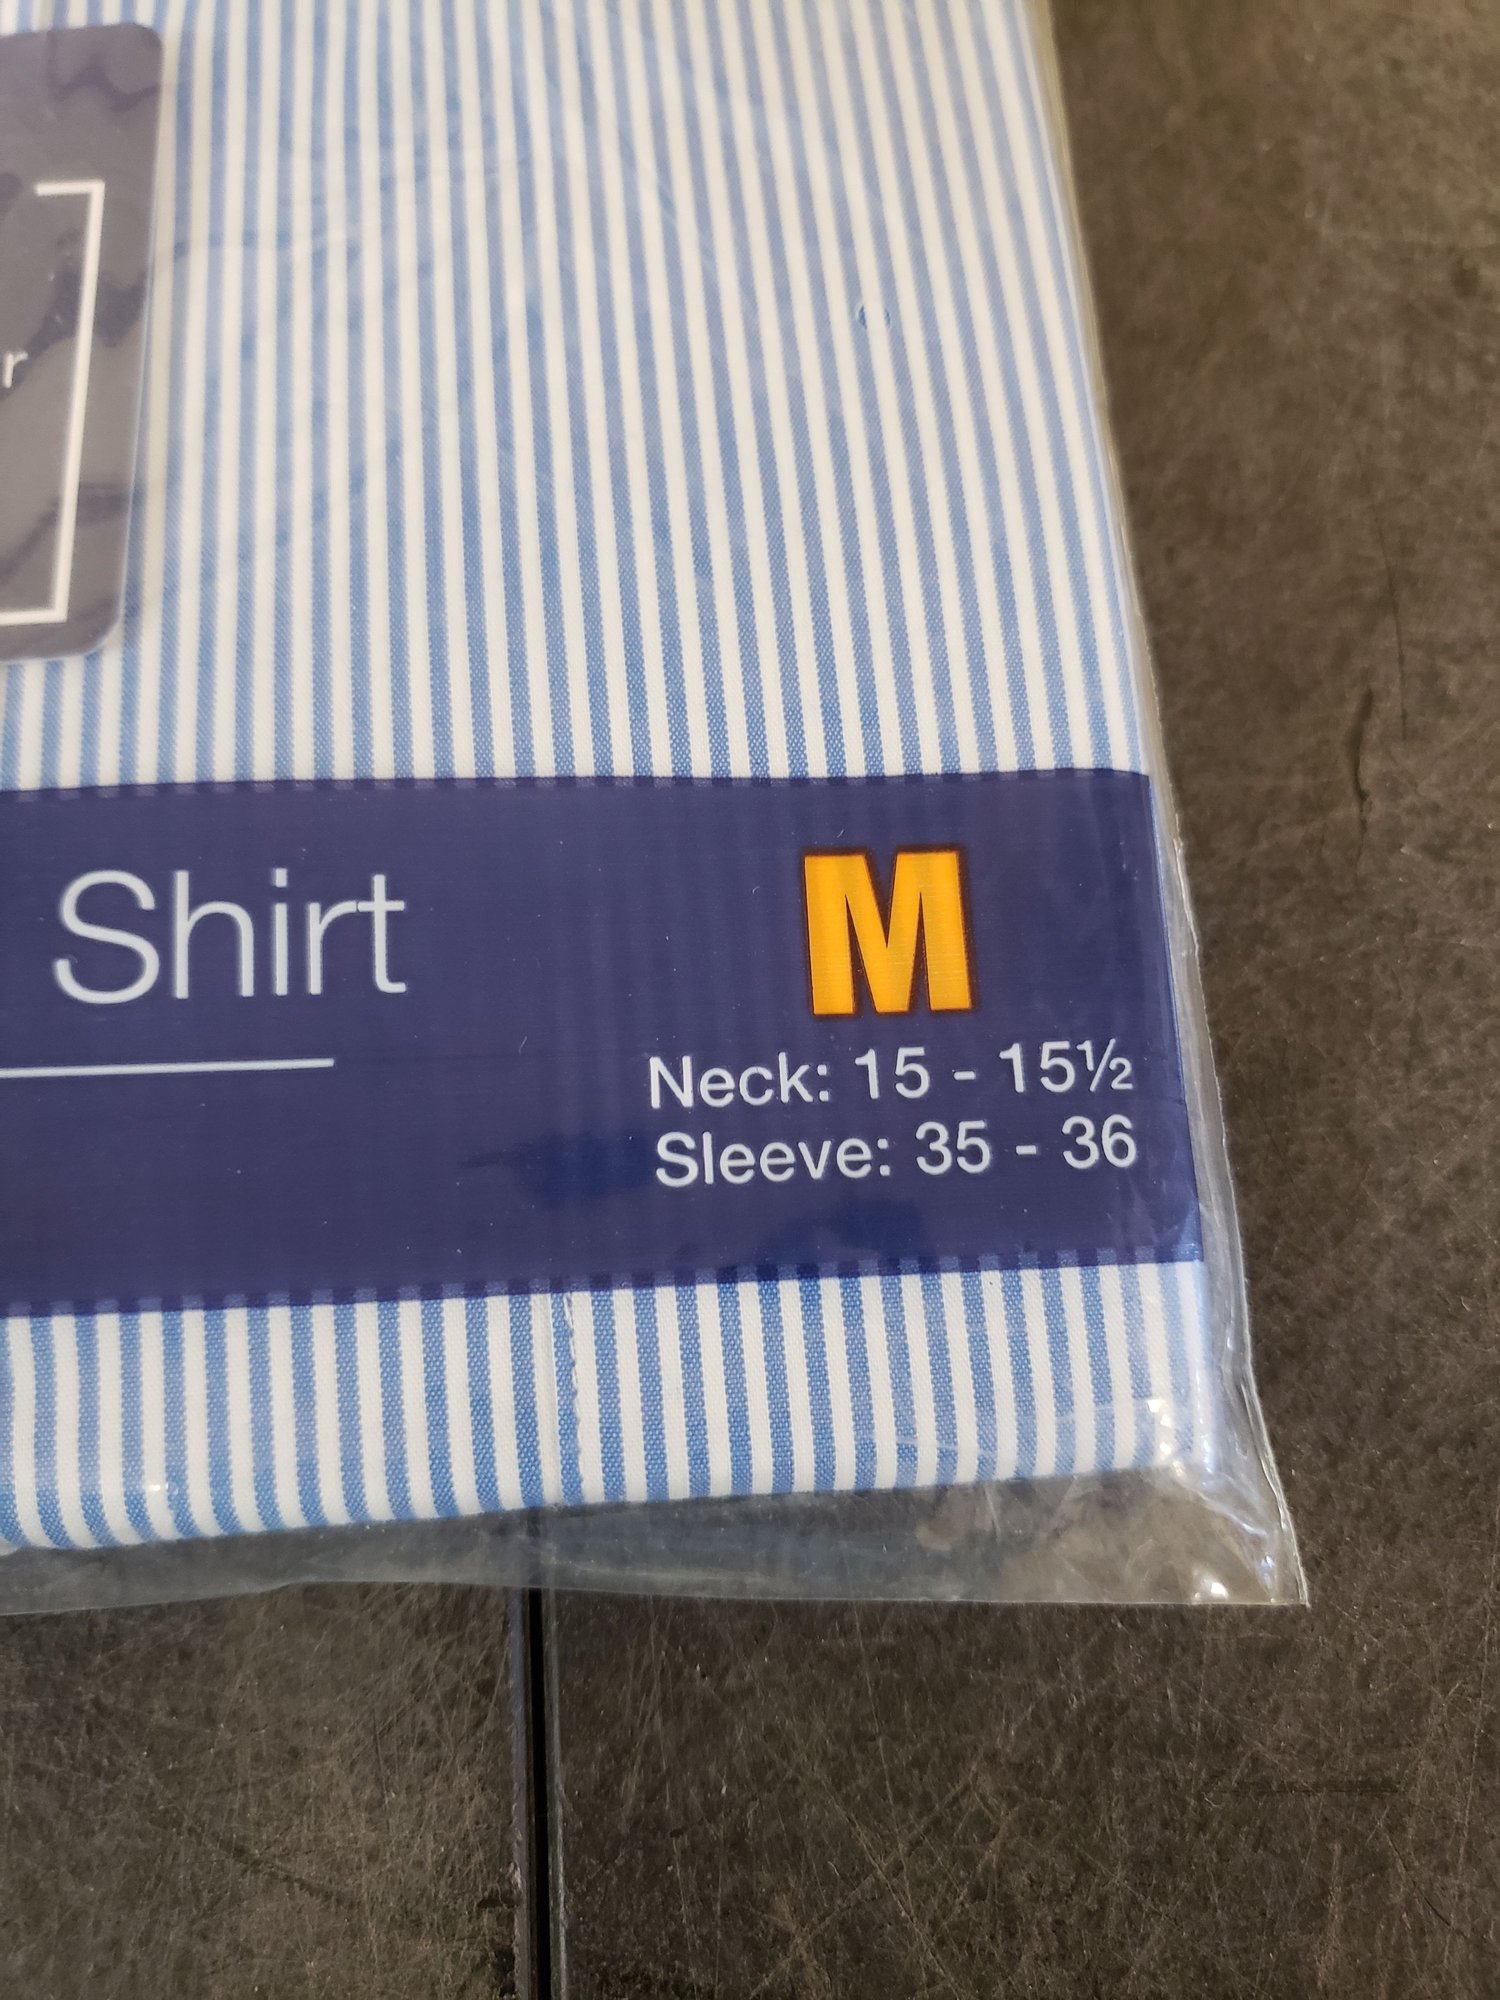 r
Shirt
M
Neck: 15 - 15½
Sleeve: 35 - 36